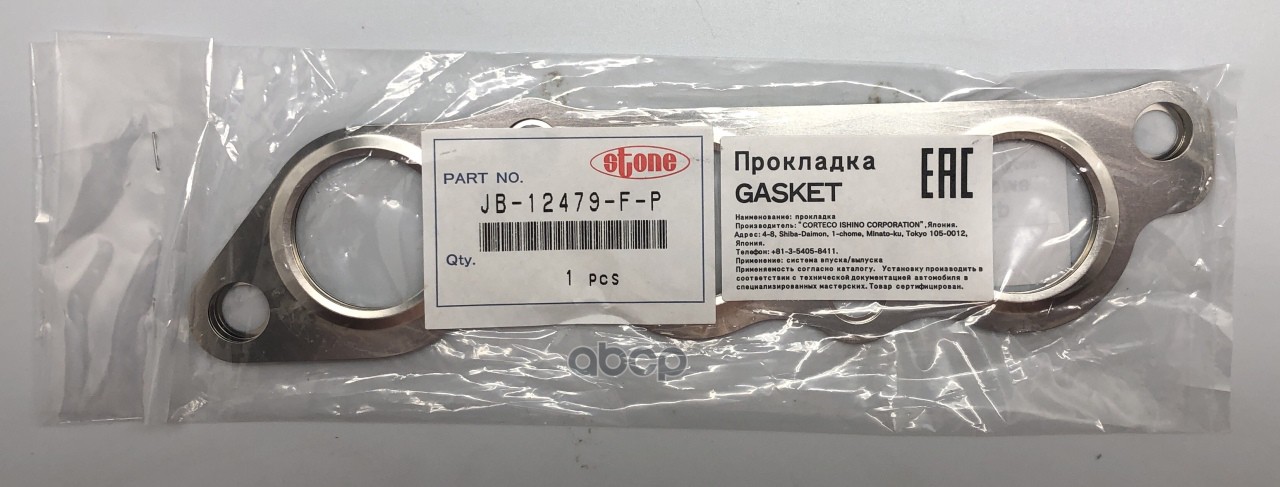 stone
PART NO.
JB-12479-F-P
Qty.
1 pcs
Прокладка
GASKET
EAC
Наименование: прокладка
Производитель: "CORTECO ISHINO CORPORATION", Япония.
Адрес: 4-8, Shiba-Daimon, 1-chome, Minato-ku, Tokyo 105-0012,
Япония.
Телефон: +81-3-5405-8411.
Применение: система впуска/выпуска
Применяемость согласно каталогу. Установку производить в
соответствии с технической документацией автомобиля в
специализированных мастерских. Товар сертифицирован.
abcp